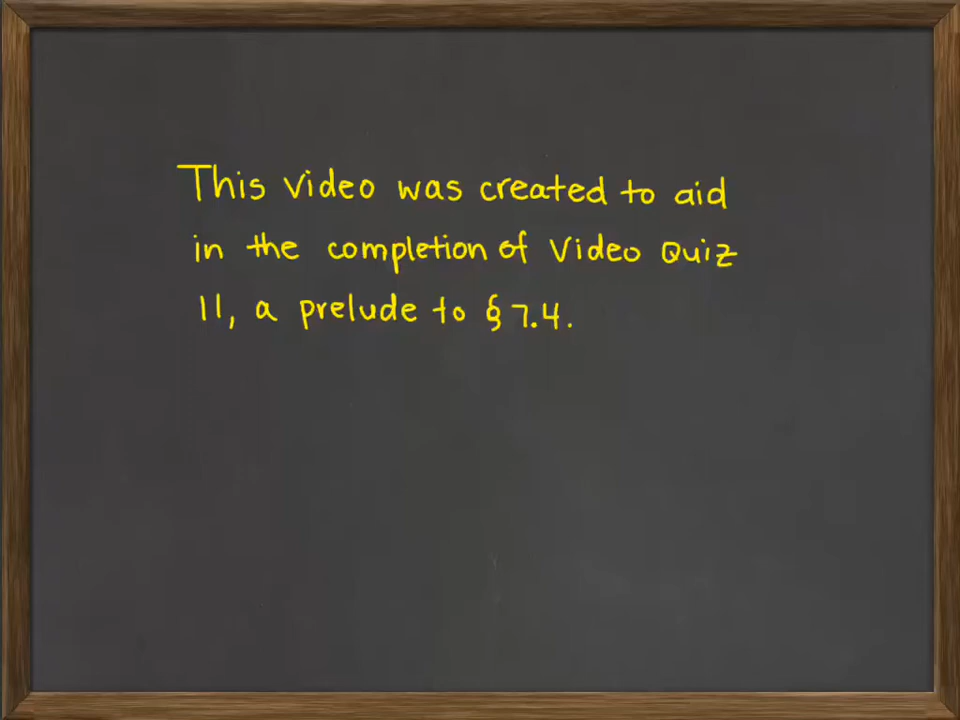 This video was created to aid
in the completion of Video Quiz
11, a prelude to § 7.4.